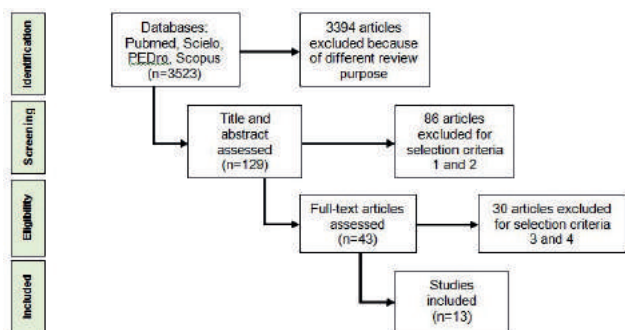 Identification
Databases:
Pubmed, Scielo,
PEDro, Scopus
(n=3523)
3394 articles
excluded because
of different review
purpose
Screening
Title and
abstract
assessed
(n=129)
86 articles
excluded for
selection criteria
1 and 2
Eligibility
Full-text articles
assessed
(n=43)
30 articles excluded
for selection criteria
3 and 4
Included
Studies
included
(n=13)